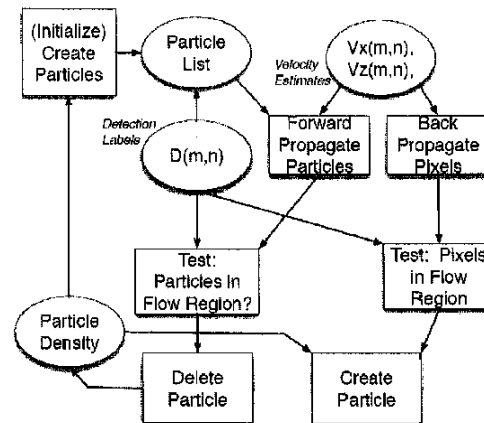 (Initialize)
Create
Particles
Particle
List
Velocity
Estimates
Vx(m,n),
Vz(m,n),
Detection
Labels
D(m,n)
Forward
Propagate
Particles
Back
Propagate
Pixels
Test:
Particles In
Flow Region?
Test: Pixels
in Flow
Region
Particle
Density
Delete
Particle
Create
Particle